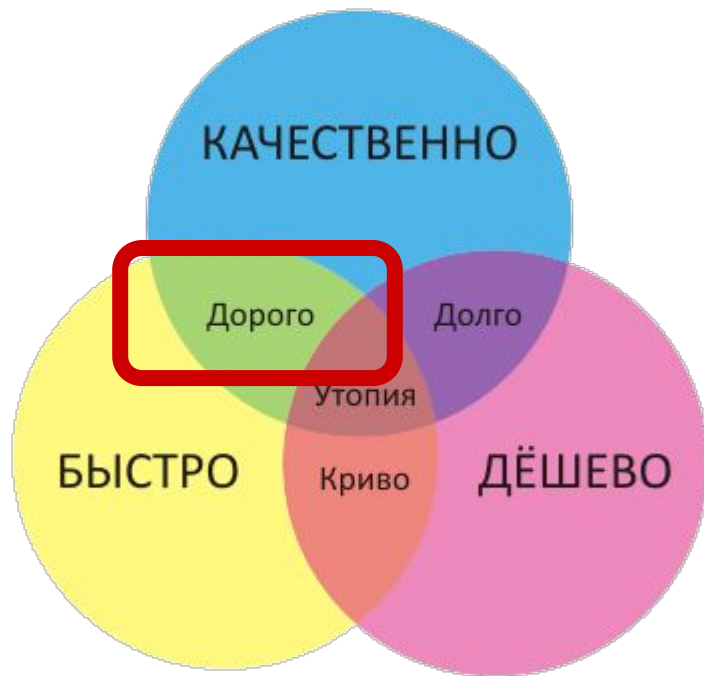 КАЧЕСТВЕННО
Дорого
Долго
Утопия
БЫСТРО
Криво
ДЁШЕВО